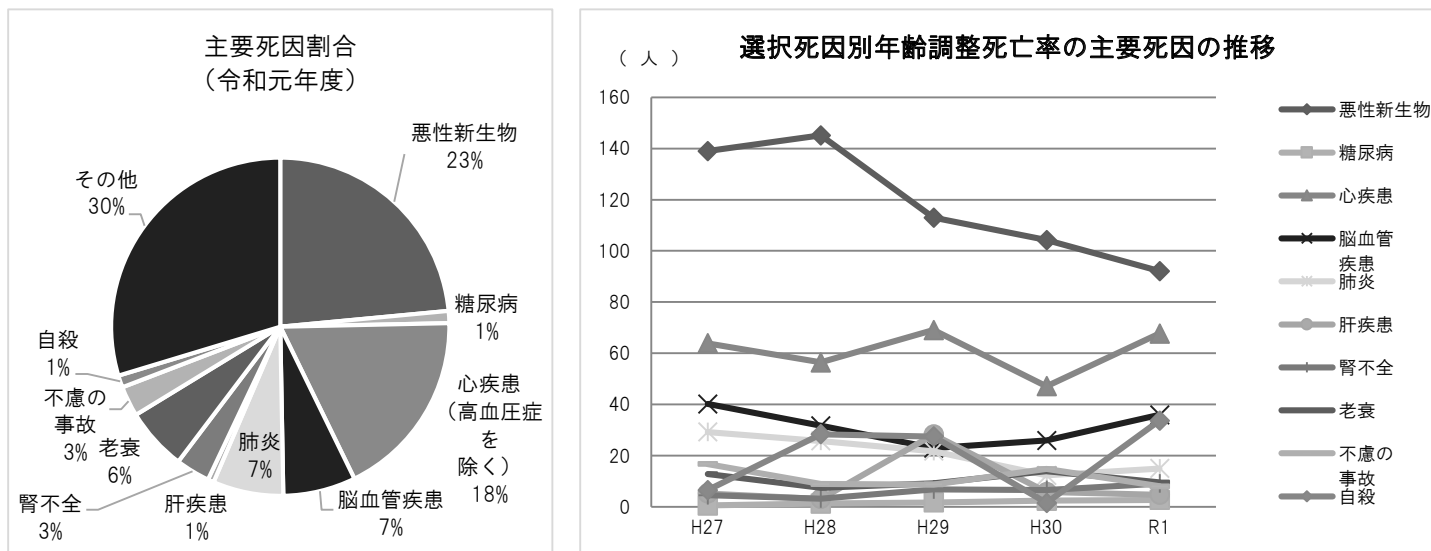 主要死因割合
（令和元年度）
悪性新生物
23%
糖尿病
1%
心疾患
（高血圧症
を
除く）
18%
脳血管疾患
7%
肺炎
7%
肝疾患
1%
腎不全
3%
老衰
6%
不慮の
事故
3%
自殺
1%
その他
30%
選択死因別年齢調整死亡率の主要死因の推移
（ 人 ）
160
140
120
100
80
60
40
20
0
H27
H28
H29
H30
R1
悪性新生物
糖尿病
心疾患
脳血管
疾患
肺炎
肝疾患
腎不全
老衰
不慮の
事故
自殺